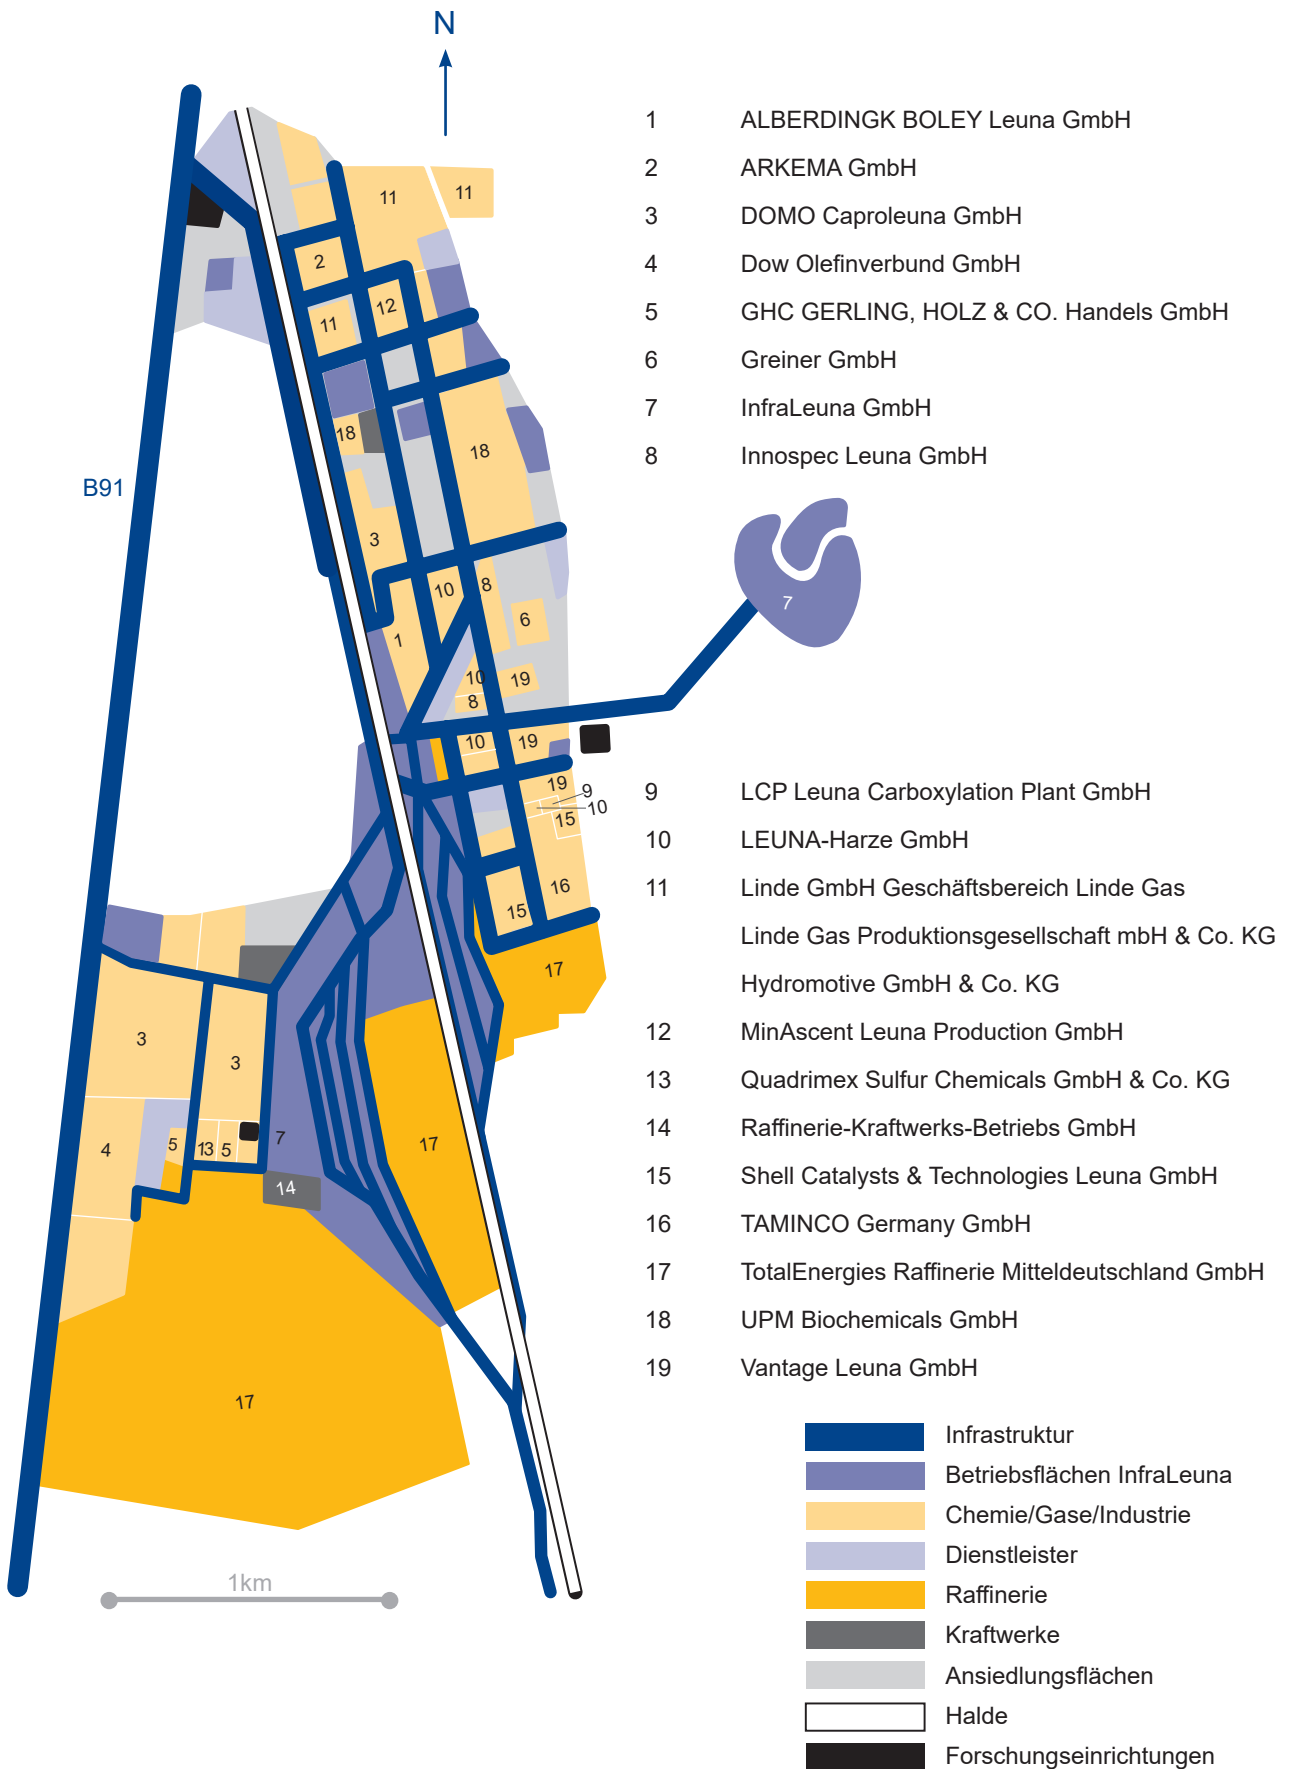 N
1 ALBERDINGK BOLEY Leuna GmbH
2 ARKEMA GmbH
3 DOMO Caproleuna GmbH
4 Dow Olefinverbund GmbH
5 GHC GERLING, HOLZ & CO. Handels GmbH
6 Greiner GmbH
7 InfraLeuna GmbH
8 Innospec Leuna GmbH
9 LCP Leuna Carboxylation Plant GmbH
10 LEUNA-Harze GmbH
11 Linde GmbH Geschäftsbereich Linde Gas
Linde Gas Produktionsgesellschaft mbH & Co. KG
Hydromotive GmbH & Co. KG
12 MinAscent Leuna Production GmbH
13 Quadrimex Sulfur Chemicals GmbH & Co. KG
14 Raffinerie-Kraftwerks-Betriebs GmbH
15 Shell Catalysts & Technologies Leuna GmbH
16 TAMINCO Germany GmbH
17 TotalEnergies Raffinerie Mitteldeutschland GmbH
18 UPM Biochemicals GmbH
19 Vantage Leuna GmbH
Infrastruktur
Betriebsflächen InfraLeuna
Chemie/Gase/Industrie
Dienstleister
Raffinerie
Kraftwerke
Ansiedlungsflächen
Halde
Forschungseinrichtungen
11
11
2
12
11
18
18
B91
3
10
8
6
1
7
10
19
8
10
19
19
9
10
15
16
15
17
3
3
7
17
4
5
13
5
14
17
1km